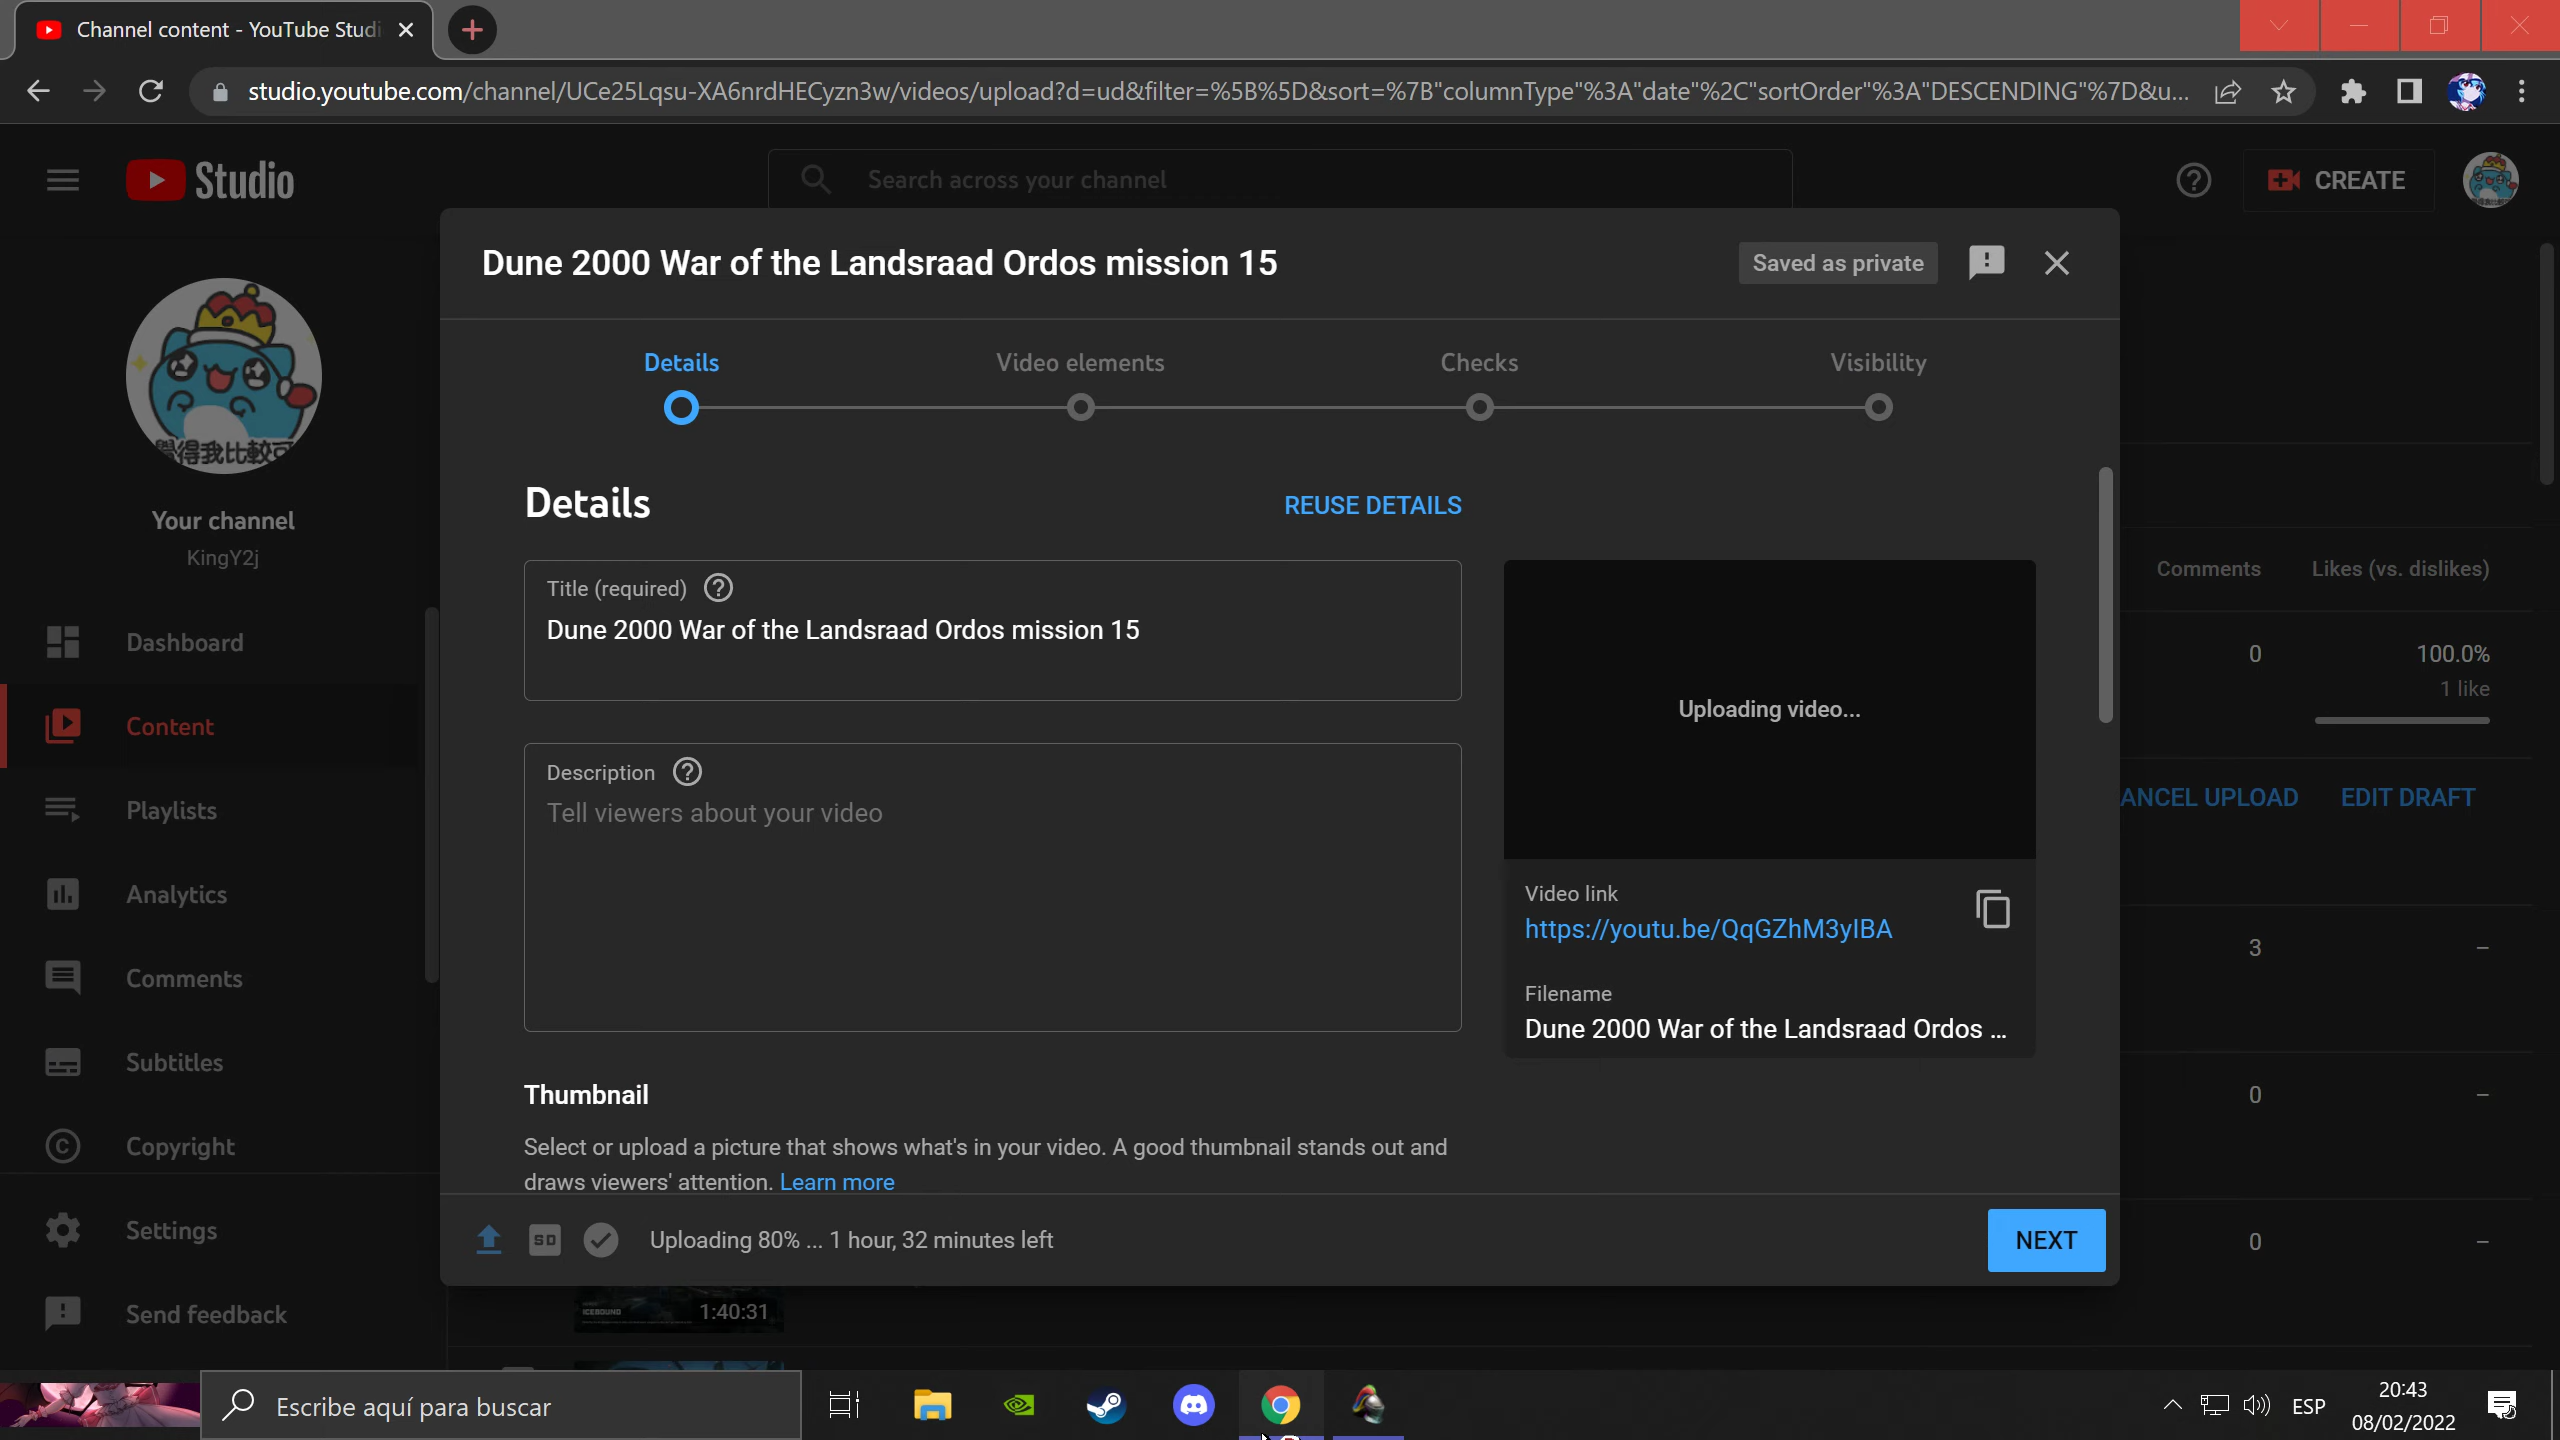 Channel content - YouTube Studi
studio.youtube.com/channel/UCe25Lqsu-XA6nrdHECyzn3w/videos/upload?d=ud&filter=%5B%5D&sort=%7B"columnType"%3A"date"%2C"sortOrder"%3A"DESCENDING"%7D&u...
Studio
Search across your channel
CREATE
Dune 2000 War of the Landsraad Ordos mission 15
Saved as private
Details
Video elements
Checks
Visibility
覺得我比較可
Your channel
KingY2j
Dashboard
Content
Playlists
Analytics
Comments
Subtitles
Copyright
Settings
Send feedback
Details
REUSE DETAILS
Title (required)
Dune 2000 War of the Landsraad Ordos mission 15
Description
Tell viewers about your video
Uploading video...
Video link
https://youtu.be/QqGZhM3yIBA
Filename
Dune 2000 War of the Landsraad Ordos ...
Thumbnail
Select or upload a picture that shows what's in your video. A good thumbnail stands out and
draws viewers' attention. Learn more
SD
Uploading 80% ... 1 hour, 32 minutes left
NEXT
Comments
Likes (vs. dislikes)
0
100.0%
1 like
ANCEL UPLOAD
EDIT DRAFT
3
–
0
–
0
–
ICEBOUND
1:40:31
Escribe aquí para buscar
ESP
20:43
08/02/2022